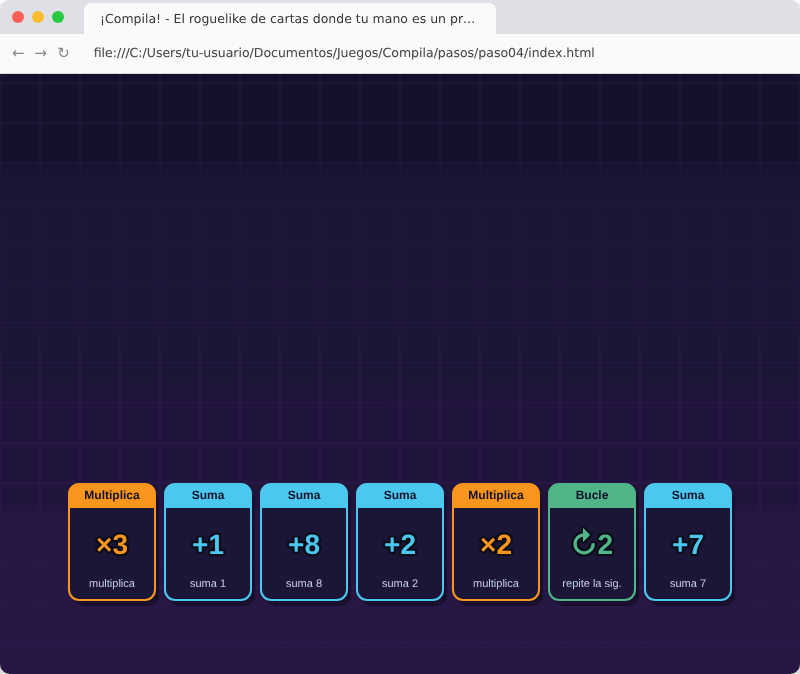 ¡Compila! - El roguelike de cartas donde tu mano es un pr...
← → ↻ file:///C:/Users/tu-usuario/Documentos/Juegos/Compila/pasos/paso04/index.html
Multiplica Suma Suma Suma Multiplica Bucle Suma
×3 +1 +8 +2 ×2 ↻2 +7
multiplica suma 1 suma 8 suma 2 multiplica repite la sig. suma 7